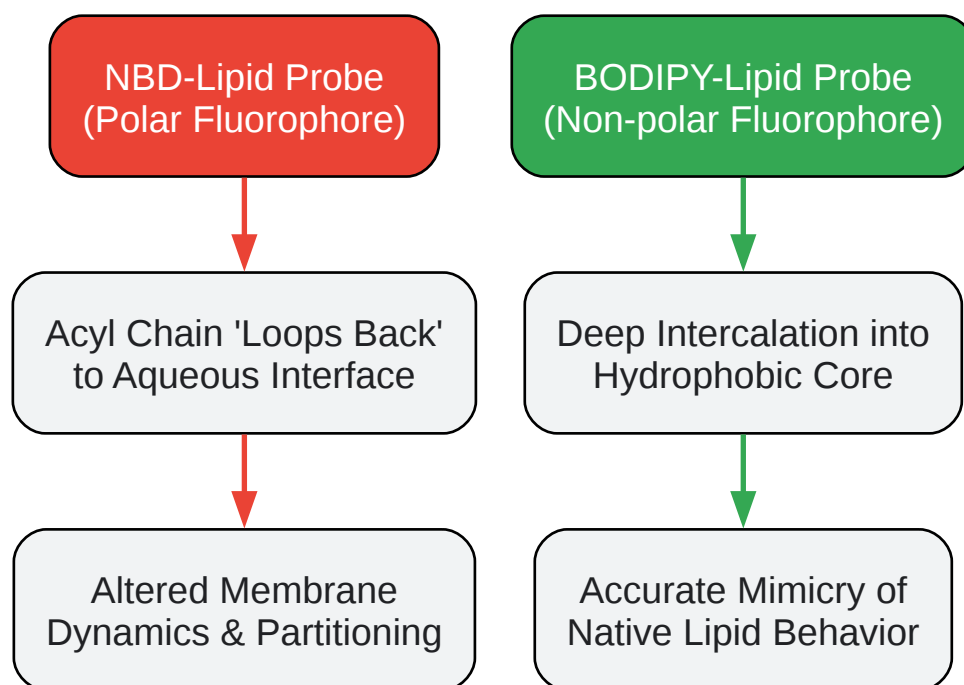 NBD-Lipid Probe
(Polar Fluorophore)
BODIPY-Lipid Probe
(Non-polar Fluorophore)
Acyl Chain 'Loops Back'
to Aqueous Interface
Deep Intercalation into
Hydrophobic Core
Altered Membrane
Dynamics & Partitioning
Accurate Mimicry of
Native Lipid Behavior